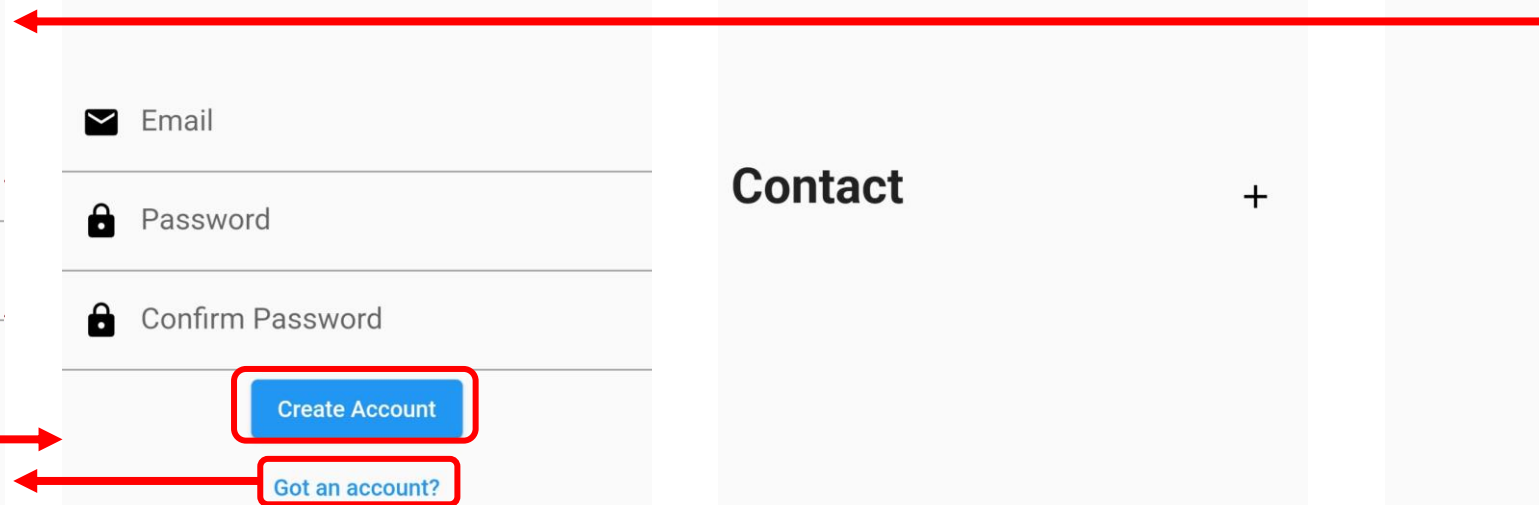 Email
Password
Confirm Password
Create Account
Got an account?
Contact
+